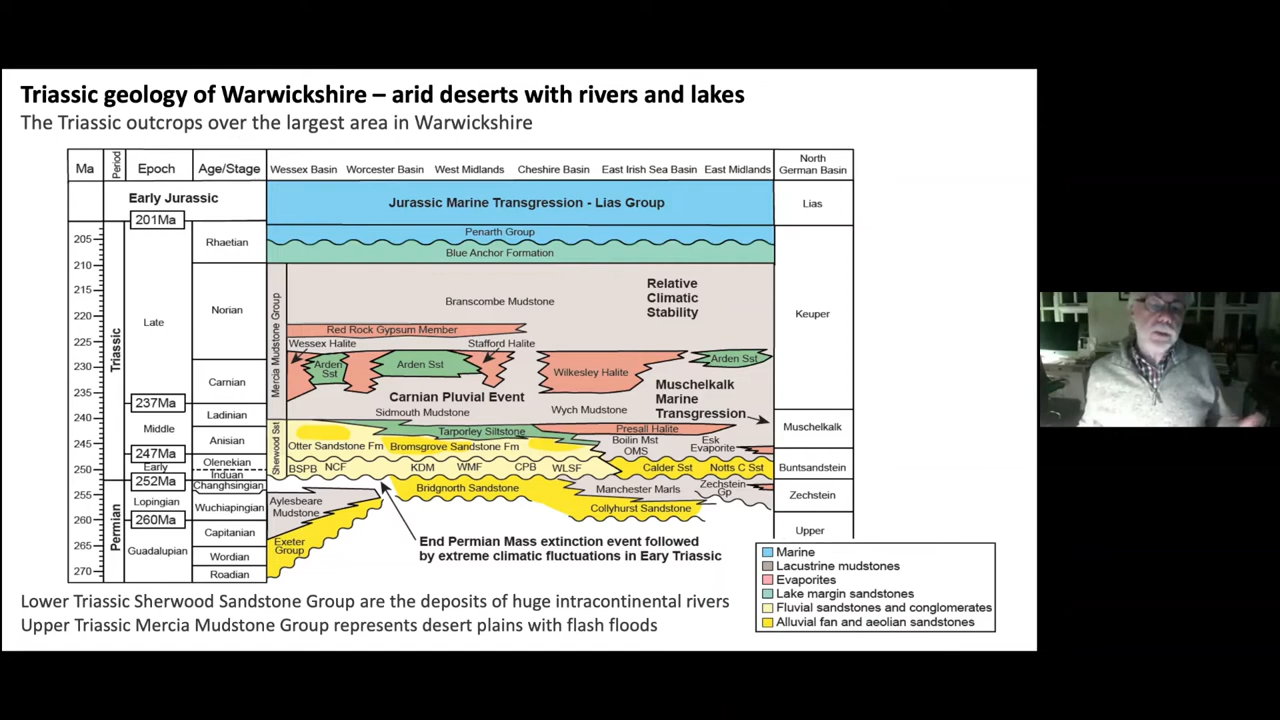 Triassic geology of Warwickshire – arid deserts with rivers and lakes
The Triassic outcrops over the largest area in Warwickshire
Ma
Period
Epoch
Age/Stage
Wessex Basin
Worcester Basin
West Midlands
Cheshire Basin
East Irish Sea Basin
East Midlands
North
German Basin
Early Jurassic
Jurassic Marine Transgression - Lias Group
Lias
201Ma
Penarth Group
205
Rhaetian
Blue Anchor Formation
210
Relative
Climatic
Stability
215
Branscombe Mudstone
Norian
Keuper
220
Late
Red Rock Gypsum Member
225
Wessex Halite
Stafford Halite
Triassic
Mercia Mudstone Group
230
Arden
Sst
Arden Sst
Wilkesley Halite
Arden Sst
Carnian
235
Carnian Pluvial Event
Muschelkalk
Marine
Transgression
237Ma
Sidmouth Mudstone
Wych Mudstone
240
Ladinian
Middle
Tarporley Siltstone
Presall Halite
Muschelkalk
245
Anisian
Sherwood Sst
Otter Sandstone Fm
Bromsgrove Sandstone Fm
Boilin Mst
OMS
Esk
Evaporite
247Ma
Olenekian
Early
250
Induan
BSPB
NCF
KDM
WMF
CPB
WLSF
Calder Sst
Notts C Sst
Buntsandstein
252Ma
Changhsingian
Bridgnorth Sandstone
Manchester Marls
Zechstein
Gp
Zechstein
255
Lopingian
Wuchiapingian
Aylesbeare
Mudstone
Collyhurst Sandstone
260Ma
260
Permian
Capitanian
Upper
Exeter
Group
End Permian Mass extinction event followed
by extreme climatic fluctuations in Eary Triassic
265
Guadalupian
Wordian
270
Roadian
Marine
Lacustrine mudstones
Evaporites
Lake margin sandstones
Fluvial sandstones and conglomerates
Alluvial fan and aeolian sandstones
Lower Triassic Sherwood Sandstone Group are the deposits of huge intracontinental rivers
Upper Triassic Mercia Mudstone Group represents desert plains with flash floods